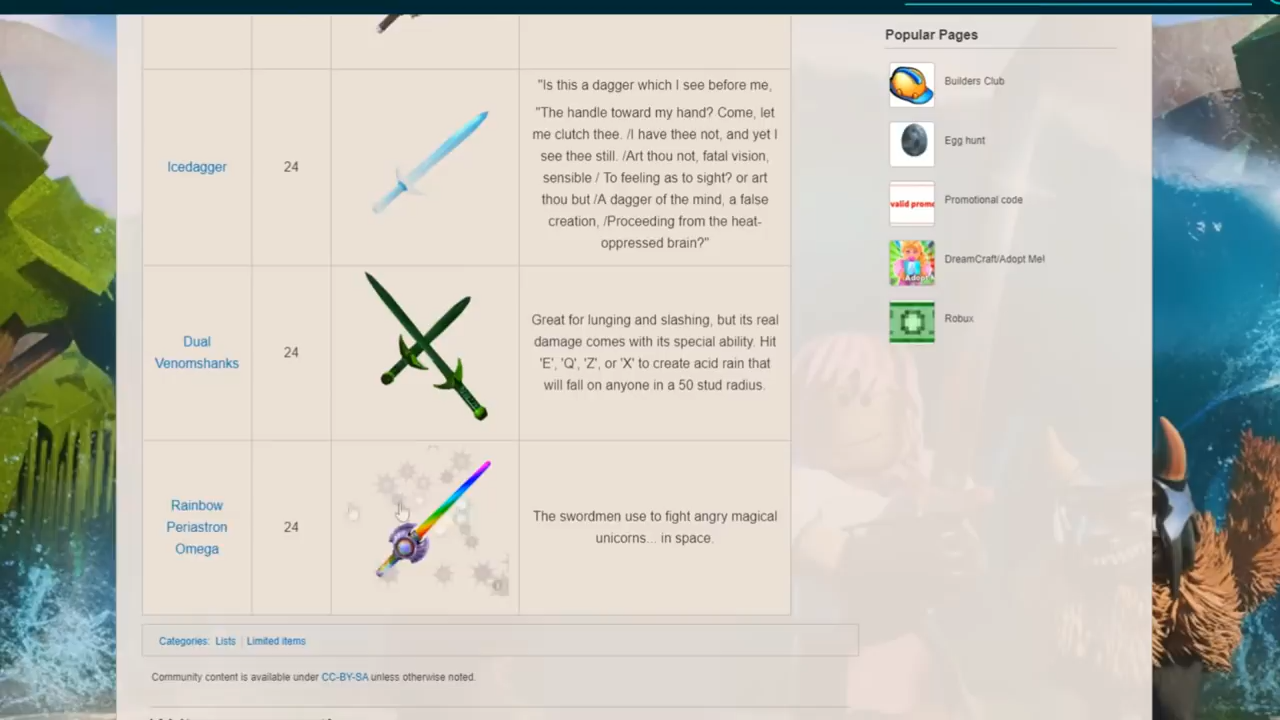 Icedagger
24
"Is this a dagger which I see before me,
"The handle toward my hand? Come, let
me clutch thee. /I have thee not, and yet I
see thee still. /Art thou not, fatal vision,
sensible / To feeling as to sight? or art
thou but /A dagger of the mind, a false
creation, /Proceeding from the heat-
oppressed brain?"
Dual
Venomshanks
24
Great for lunging and slashing, but its real
damage comes with its special ability. Hit
'E', 'Q', 'Z', or 'X' to create acid rain that
will fall on anyone in a 50 stud radius.
Rainbow
Periastron
Omega
24
The swordmen use to fight angry magical
unicorns... in space.
Categories: Lists | Limited items
Community content is available under CC-BY-SA unless otherwise noted.
Popular Pages
Builders Club
Egg hunt
valid prom
Promotional code
Adopt
DreamCraft/Adopt Me!
Robux